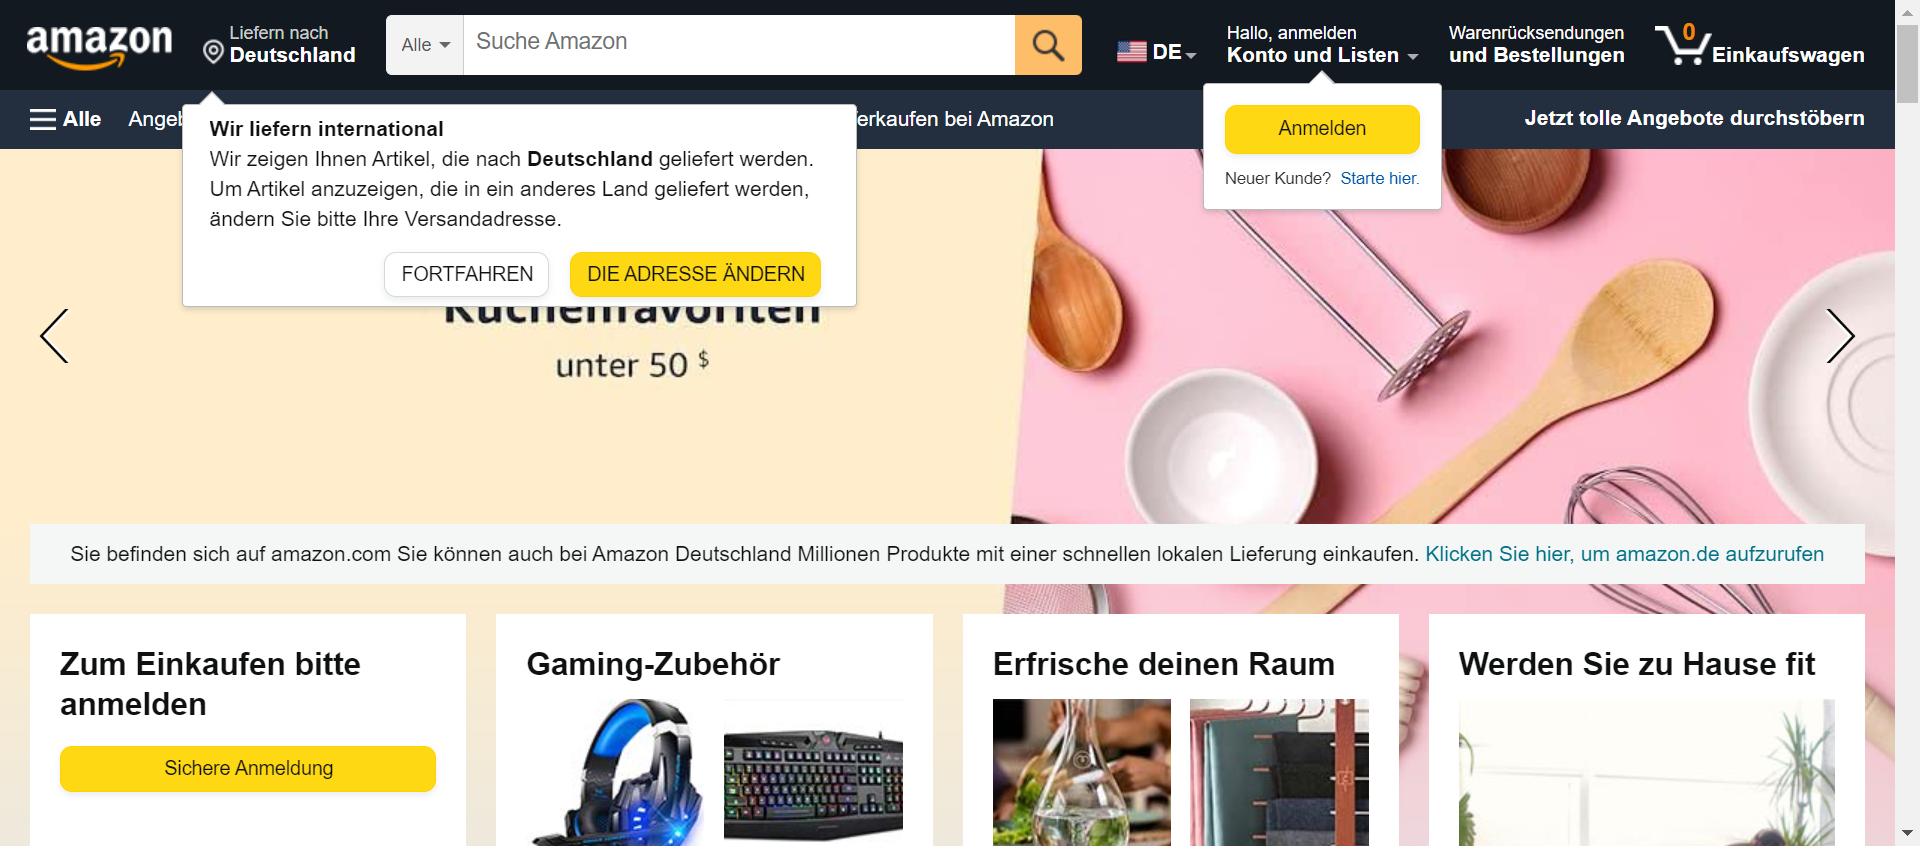 amazon
Liefern nach
Deutschland
Alle
Suche Amazon
DE
Hallo, anmelden
Konto und Listen
Warenrücksendungen
und Bestellungen
0
Einkaufswagen
Alle
Angeb
erkaufen bei Amazon
Jetzt tolle Angebote durchstöbern
Wir liefern international
Wir zeigen Ihnen Artikel, die nach Deutschland geliefert werden.
Um Artikel anzuzeigen, die in ein anderes Land geliefert werden,
ändern Sie bitte Ihre Versandadresse.
FORTFAHREN
DIE ADRESSE ÄNDERN
Anmelden
Neuer Kunde? Starte hier.
Küchenfavoriten
unter 50 $
Sie befinden sich auf amazon.com Sie können auch bei Amazon Deutschland Millionen Produkte mit einer schnellen lokalen Lieferung einkaufen. Klicken Sie hier, um amazon.de aufzurufen
Zum Einkaufen bitte
anmelden
Sichere Anmeldung
Gaming-Zubehör
Erfrische deinen Raum
Werden Sie zu Hause fit